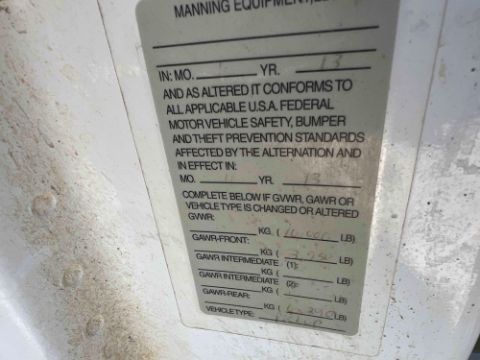 MANNING EQUIPMENT,
IN: MO. YR. 13
AND AS ALTERED IT CONFORMS TO
ALL APPLICABLE U.S.A. FEDERAL
MOTOR VEHICLE SAFETY, BUMPER
AND THEFT PREVENTION STANDARDS
AFFECTED BY THE ALTERNATION AND
IN EFFECT IN:
MO. 11 YR. 13
COMPLETE BELOW IF GVWR, GAWR OR
VEHICLE TYPE IS CHANGED OR ALTERED
GVWR:
KG ( 10,000 LB)
GAWR-FRONT:
KG ( LB)
GAWR INTERMEDIATE (1):
KG ( LB)
GAWR INTERMEDIATE (2):
KG ( LB)
GAWR-REAR:
KG ( LB)
VEHICLE TYPE: